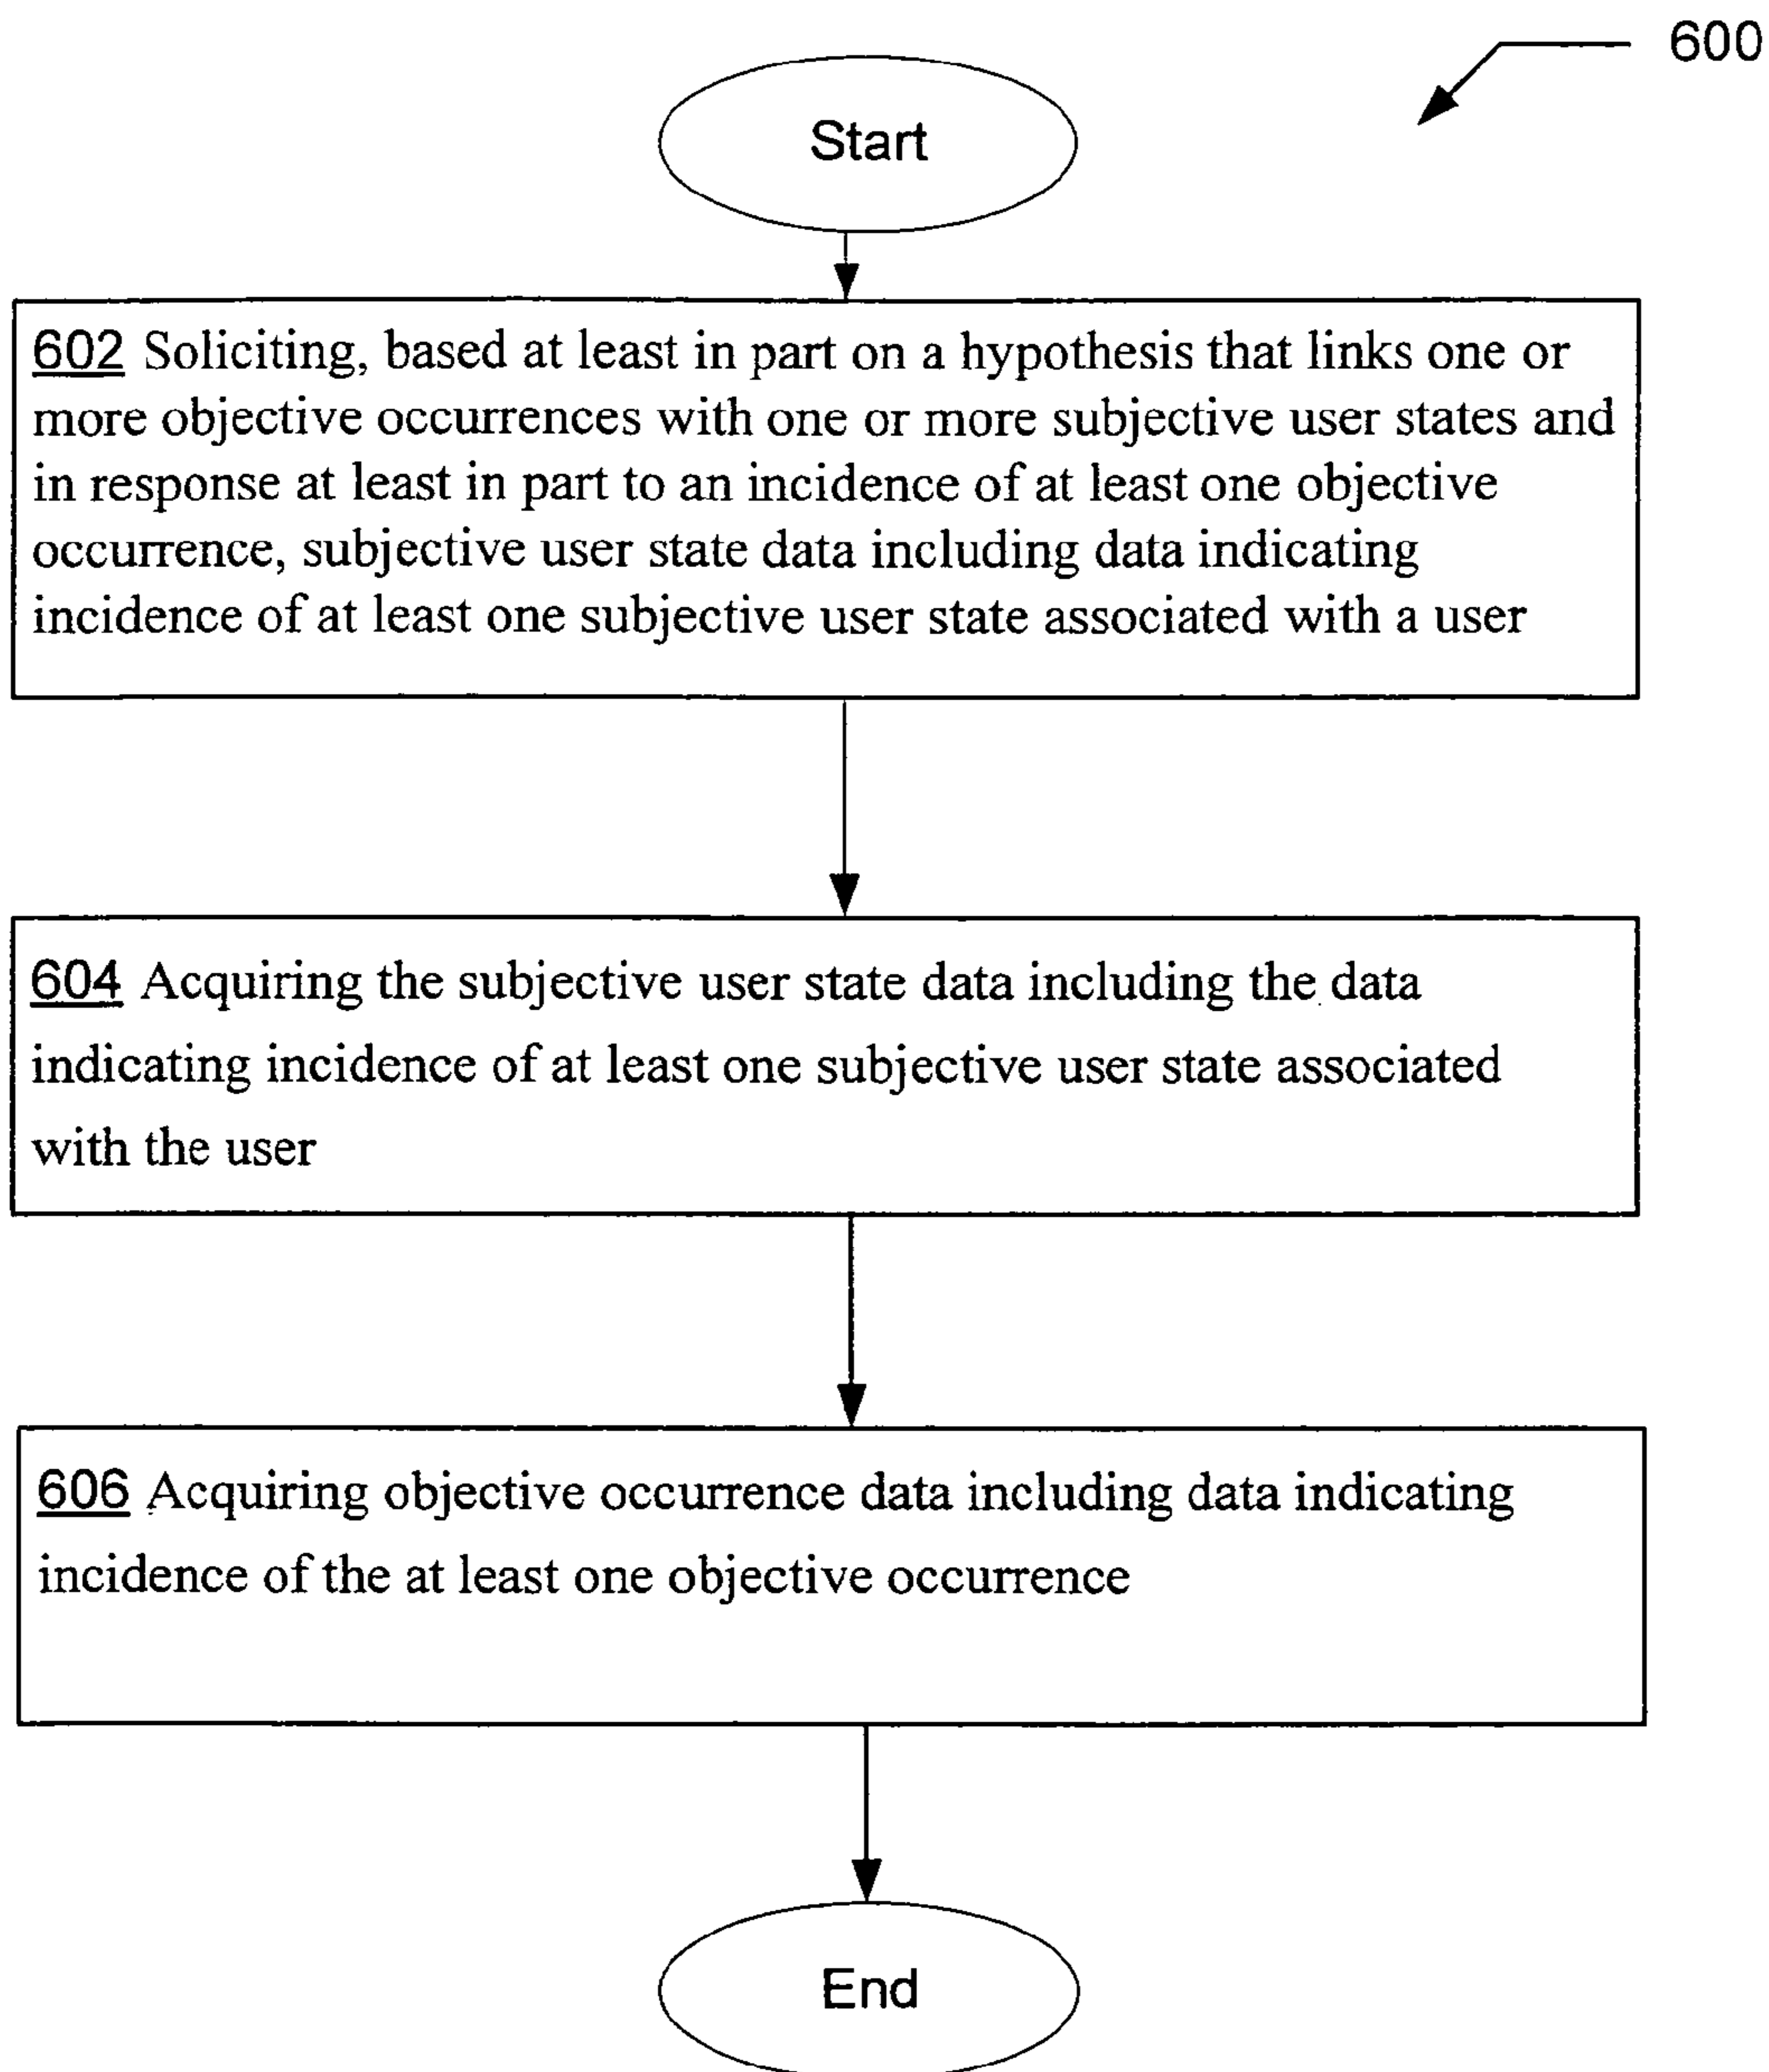 600
Start
602 Soliciting, based at least in part on a hypothesis that links one or
more objective occurrences with one or more subjective user states and
in response at least in part to an incidence of at least one objective
occurrence, subjective user state data including data indicating
incidence of at least one subjective user state associated with a user
604 Acquiring the subjective user state data including the data
indicating incidence of at least one subjective user state associated
with the user
606 Acquiring objective occurrence data including data indicating
incidence of the at least one objective occurrence
End